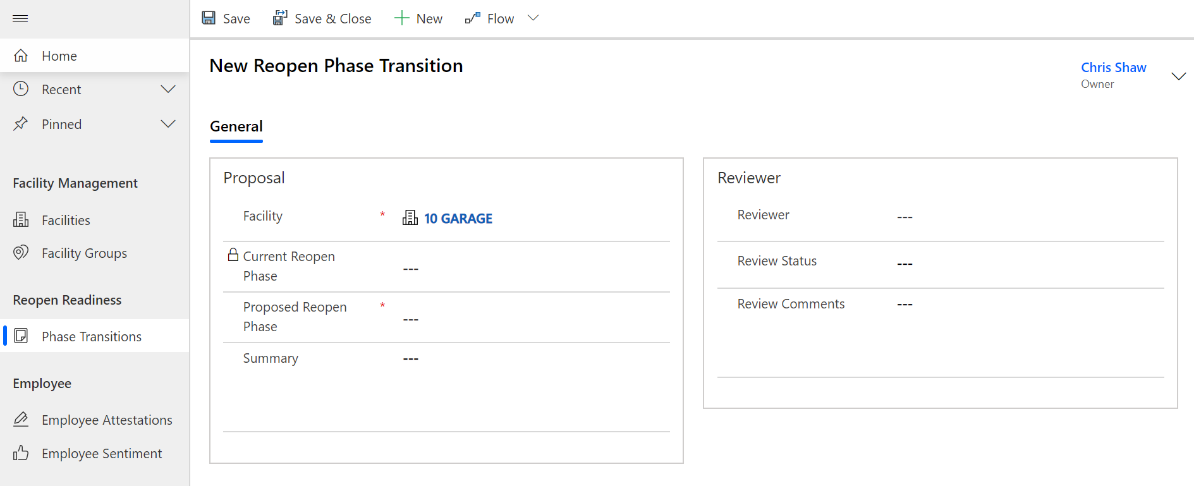 Save
Save & Close
New
Flow
Home
Recent
Pinned
Facility Management
Facilities
Facility Groups
Reopen Readiness
Phase Transitions
Employee
Employee Attestations
Employee Sentiment
New Reopen Phase Transition
Chris Shaw
Owner
General
Proposal
Facility * 10 GARAGE
Current Reopen
Phase ---
Proposed Reopen *
Phase ---
Summary ---
Reviewer
Reviewer ---
Review Status ---
Review Comments ---